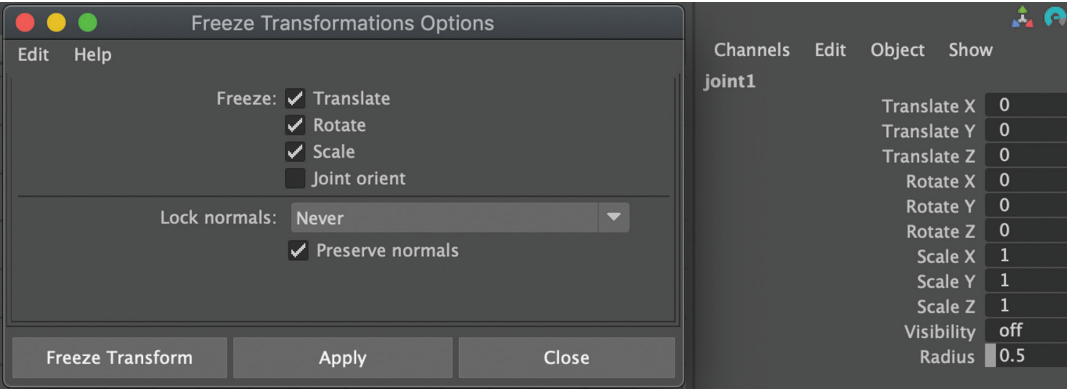 Freeze Transformations Options
Edit Help
Freeze: Translate
Rotate
Scale
Joint orient
Lock normals: Never
Preserve normals
Freeze Transform Apply Close
Channels Edit Object Show
joint1
Translate X 0
Translate Y 0
Translate Z 0
Rotate X 0
Rotate Y 0
Rotate Z 0
Scale X 1
Scale Y 1
Scale Z 1
Visibility off
Radius 0.5